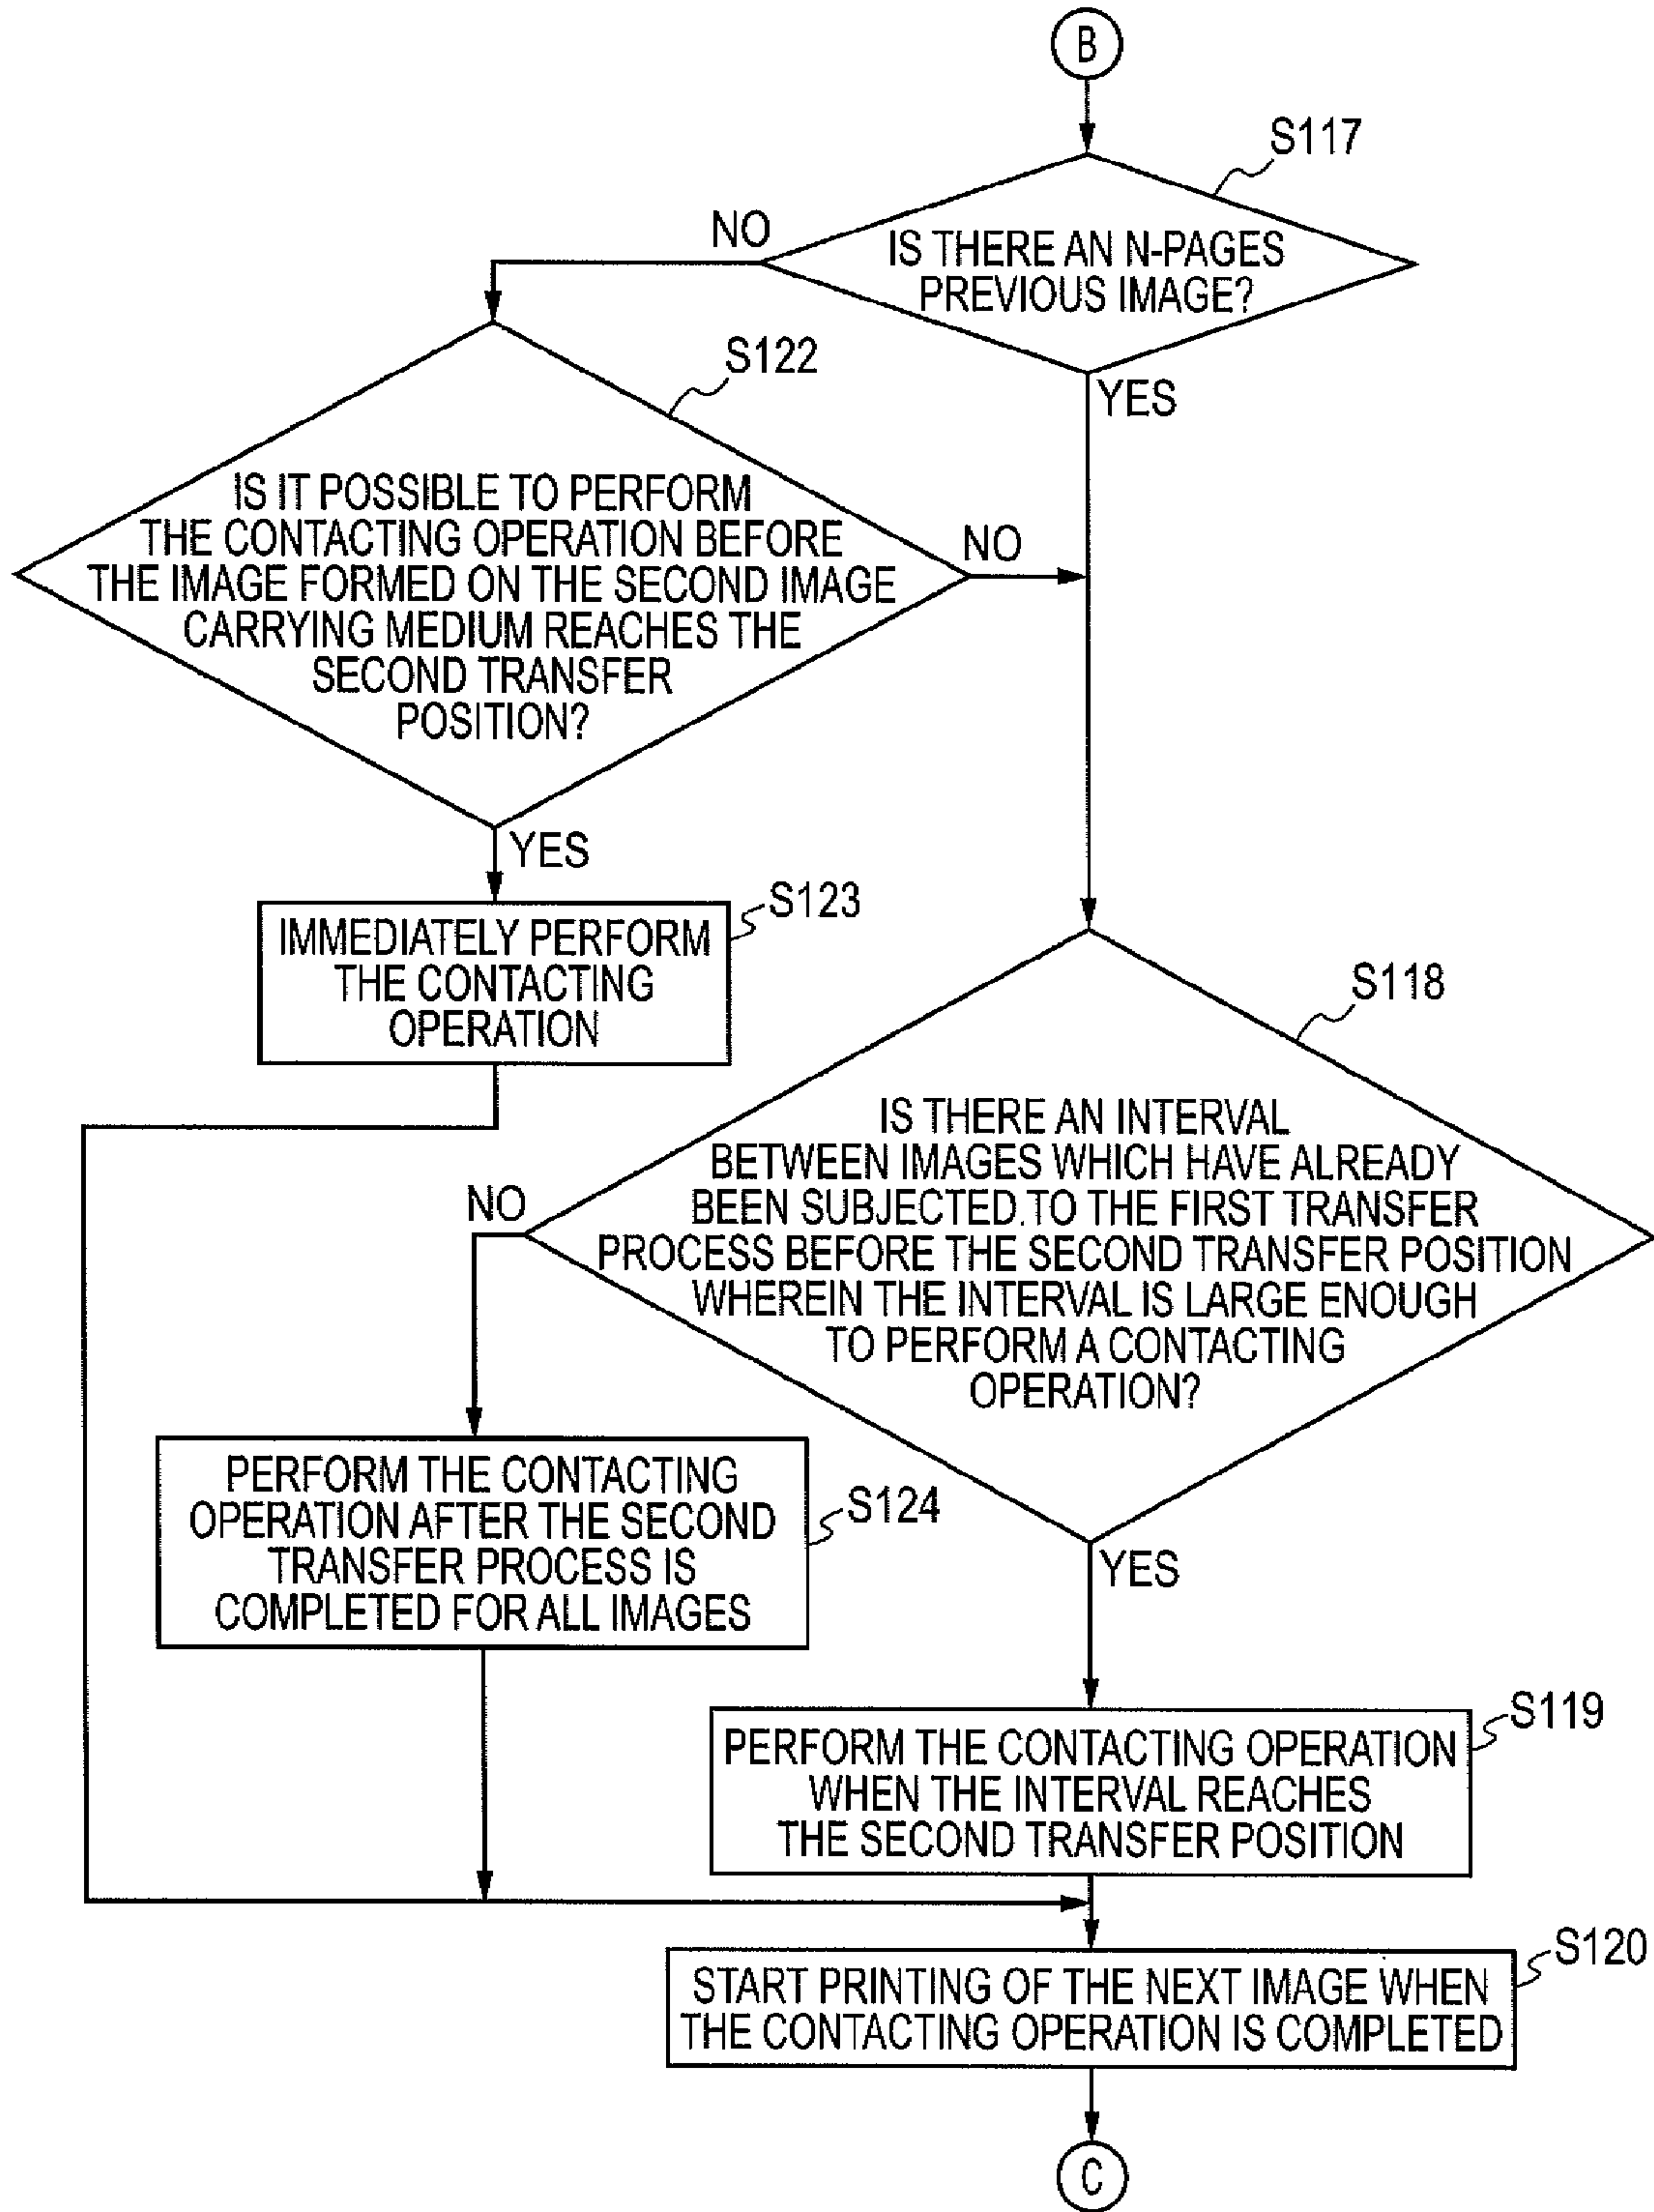 B
S117
NO
IS THERE AN N-PAGES
PREVIOUS IMAGE?
YES
S122
IS IT POSSIBLE TO PERFORM
THE CONTACTING OPERATION BEFORE
THE IMAGE FORMED ON THE SECOND IMAGE
CARRYING MEDIUM REACHES THE
SECOND TRANSFER
POSITION?
NO
YES
S123
IMMEDIATELY PERFORM
THE CONTACTING
OPERATION
S118
IS THERE AN INTERVAL
BETWEEN IMAGES WHICH HAVE ALREADY
BEEN SUBJECTED.TO THE FIRST TRANSFER
PROCESS BEFORE THE SECOND TRANSFER POSITION
WHEREIN THE INTERVAL IS LARGE ENOUGH
TO PERFORM A CONTACTING
OPERATION?
NO
YES
PERFORM THE CONTACTING
OPERATION AFTER THE SECOND
TRANSFER PROCESS IS
COMPLETED FOR ALL IMAGES
S124
S119
PERFORM THE CONTACTING OPERATION
WHEN THE INTERVAL REACHES
THE SECOND TRANSFER POSITION
S120
START PRINTING OF THE NEXT IMAGE WHEN
THE CONTACTING OPERATION IS COMPLETED
C